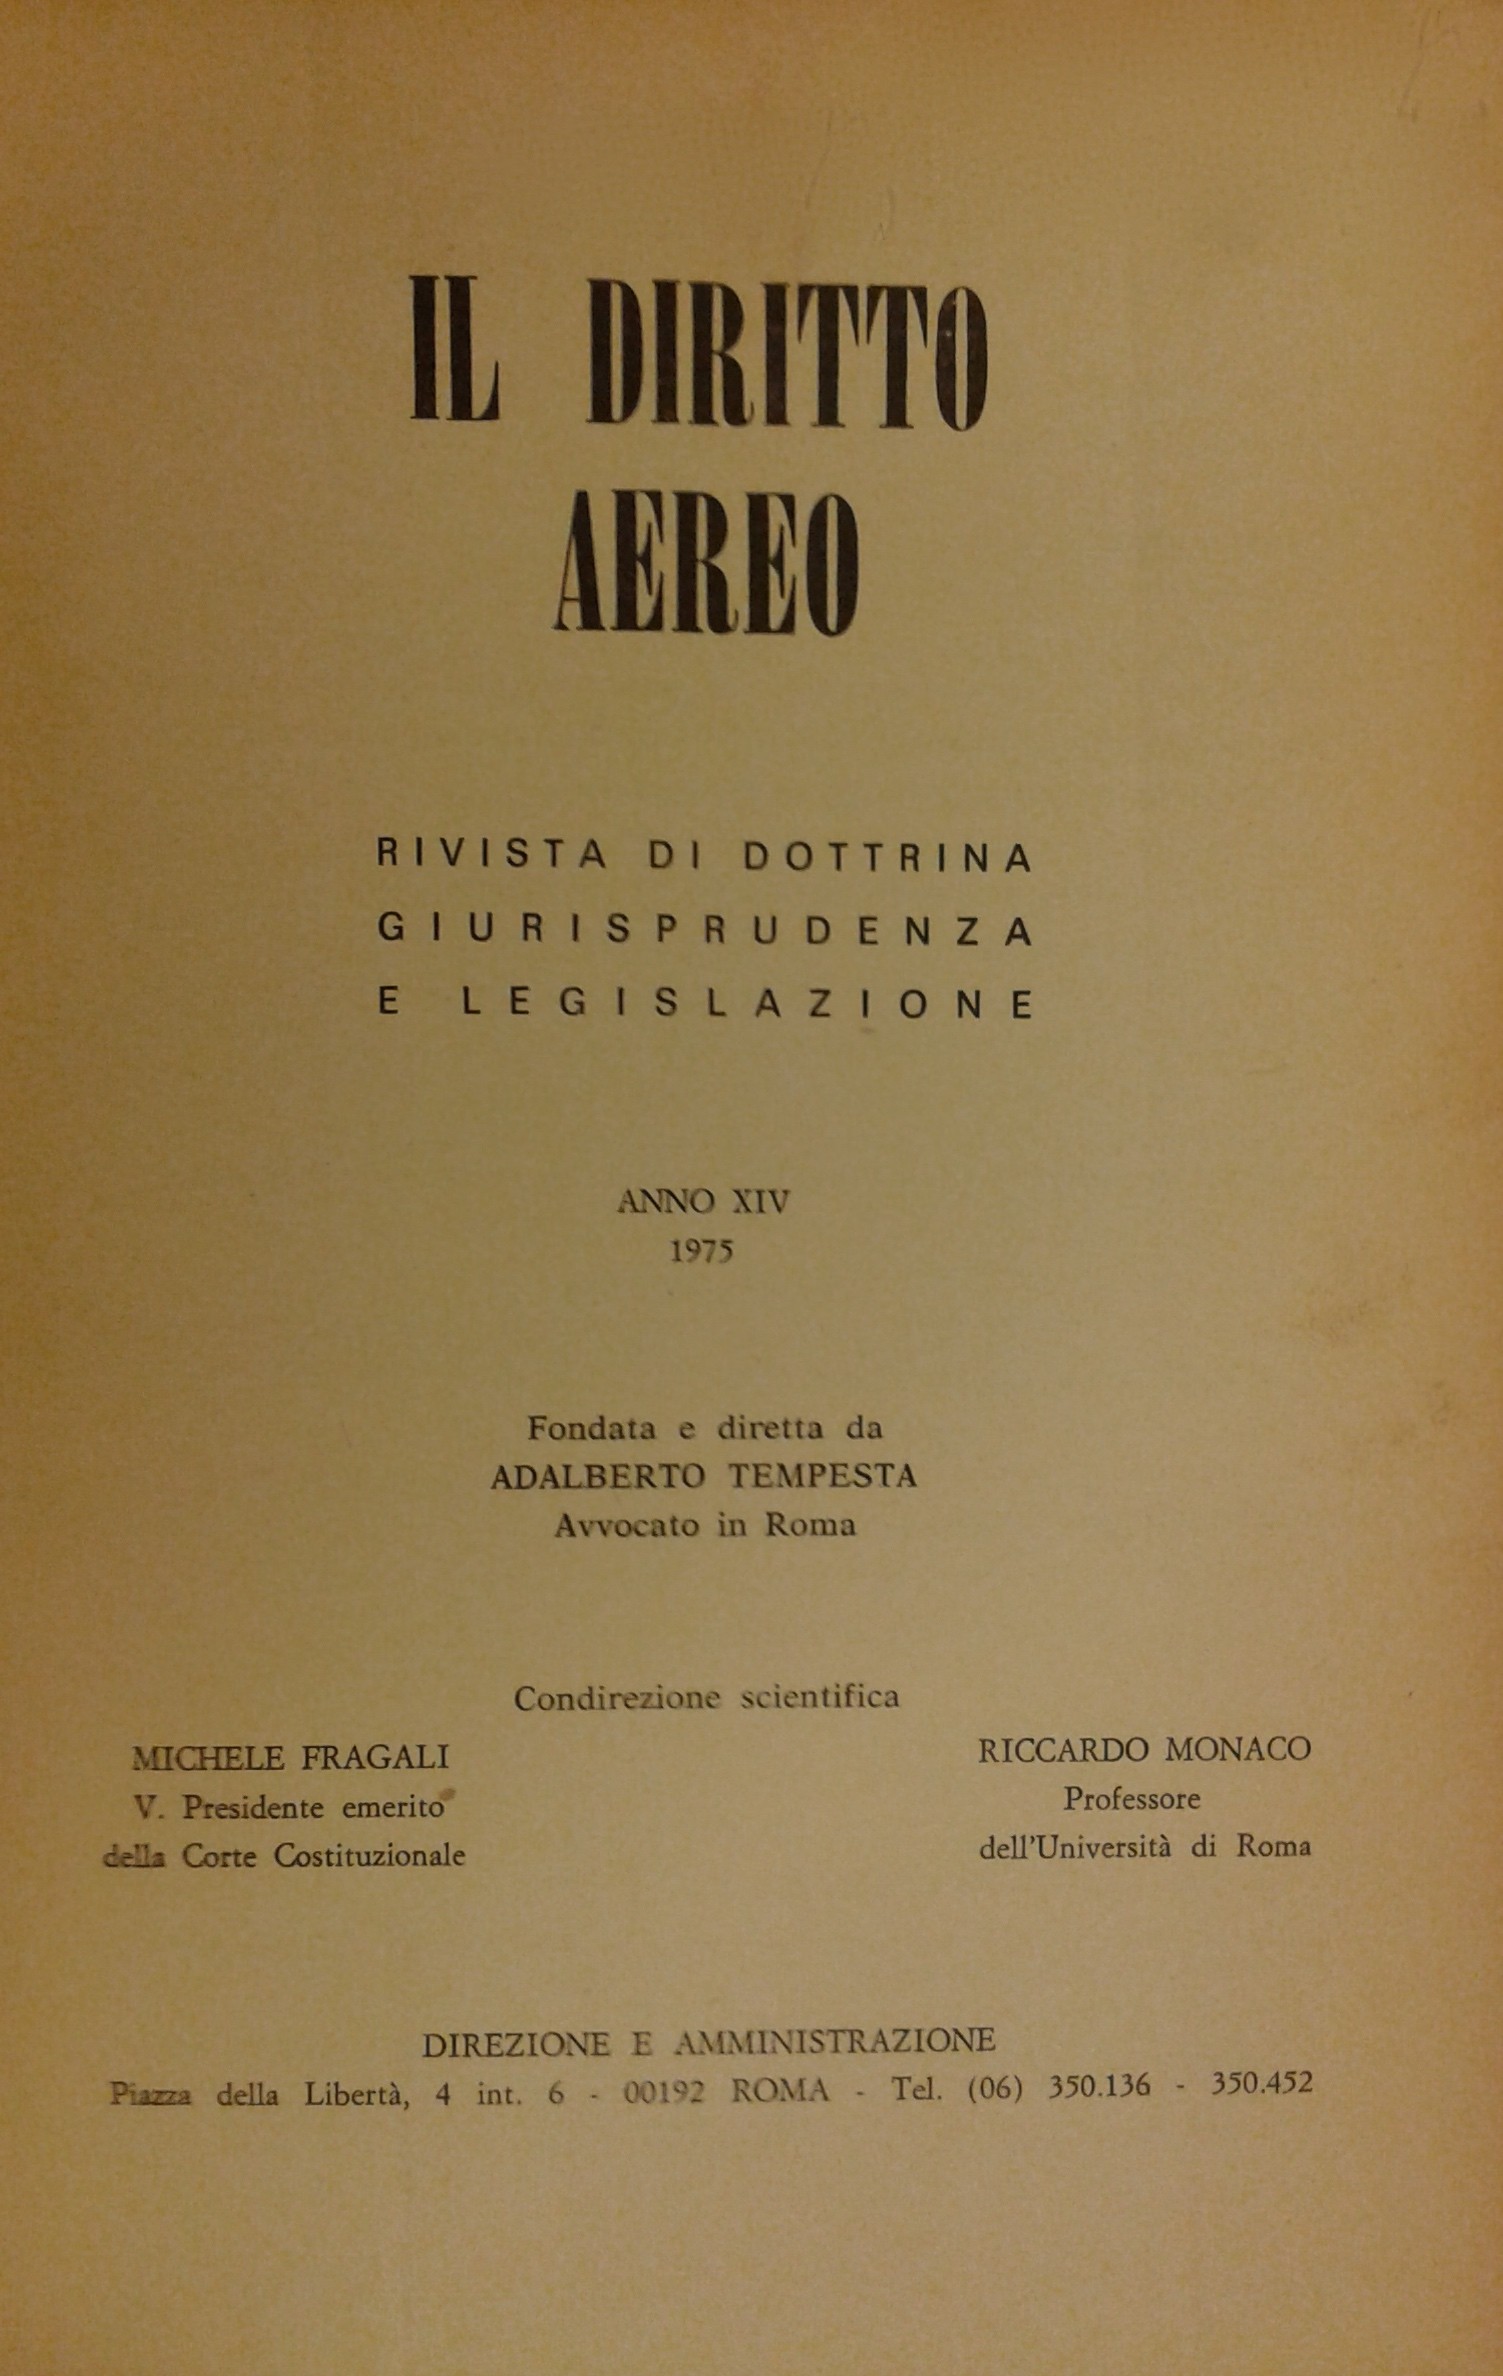 IL DIRITTO
AEREO
RIVISTA DI DOTTRINA
GIURISPRUDENZA
E LEGISLAZIONE
ANNO XIV
1975
Fondata e diretta da
ADALBERTO TEMPESTA
Avvocato in Roma
Condirezione scientifica
MICHELE FRAGALI
V. Presidente emerito
della Corte Costituzionale
RICCARDO MONACO
Professore
dell'Università di Roma
DIREZIONE E AMMINISTRAZIONE
Piazza della Libertà, 4 int. 6 - 00192 ROMA - Tel. (06) 350.136 - 350.452